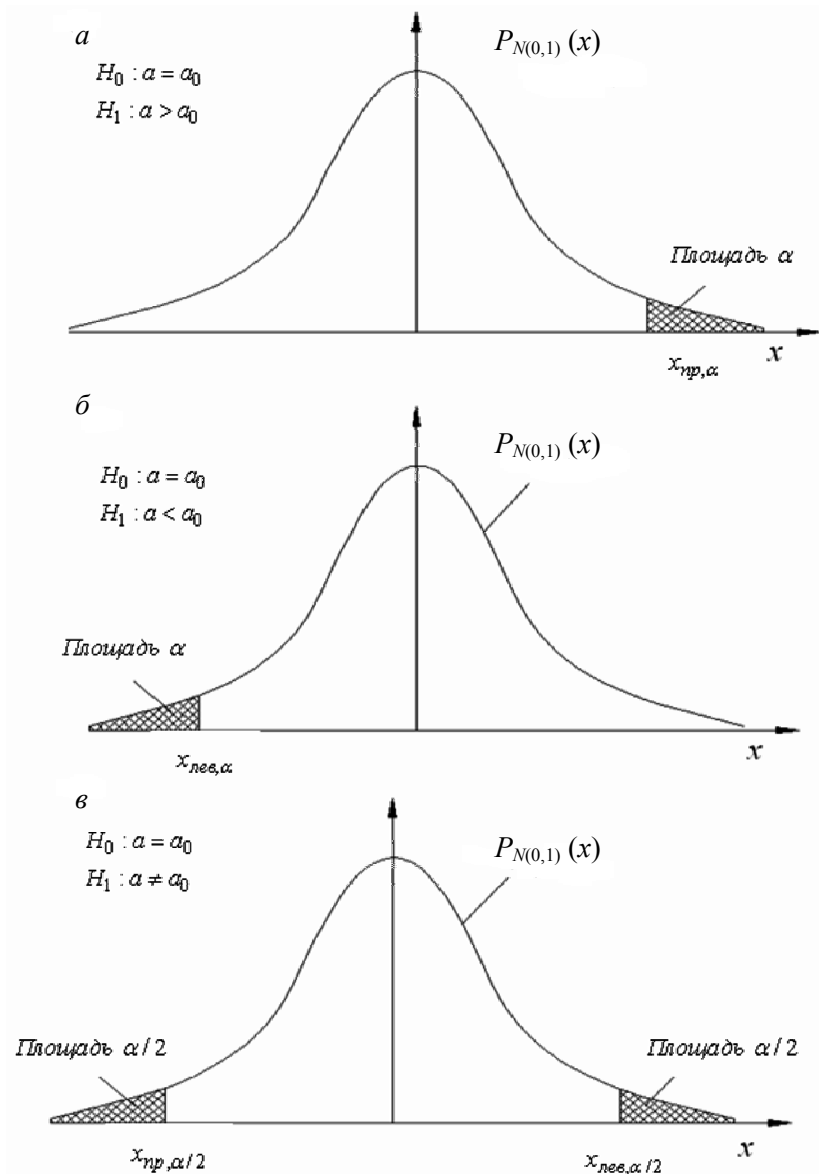 а
P_{N(0,1)} (x)
H_0 : a = a_0
H_1 : a > a_0
Площадь α
x
x_{пр,α}
б
P_{N(0,1)} (x)
H_0 : a = a_0
H_1 : a < a_0
Площадь α
x
x_{лев,α}
в
H_0 : a = a_0
P_{N(0,1)} (x)
H_1 : a ≠ a_0
Площадь α/2
Площадь α/2
x_{пр,α/2}
x_{лев,α/2}
x